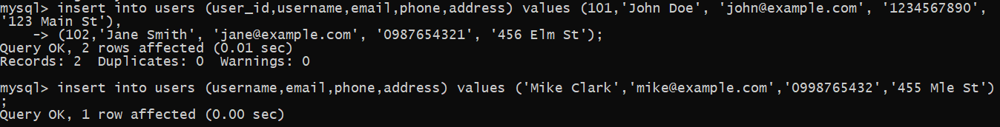 mysql> insert into users (user_id,username,email,phone,address) values (101,'John Doe', 'john@example.com', '1234567890',
'123 Main St'),
    -> (102,'Jane Smith', 'jane@example.com', '0987654321', '456 Elm St');
Query OK, 2 rows affected (0.01 sec)
Records: 2  Duplicates: 0  Warnings: 0
mysql> insert into users (username,email,phone,address) values ('Mike Clark','mike@example.com','0998765432','455 Mle St')
;
Query OK, 1 row affected (0.00 sec)